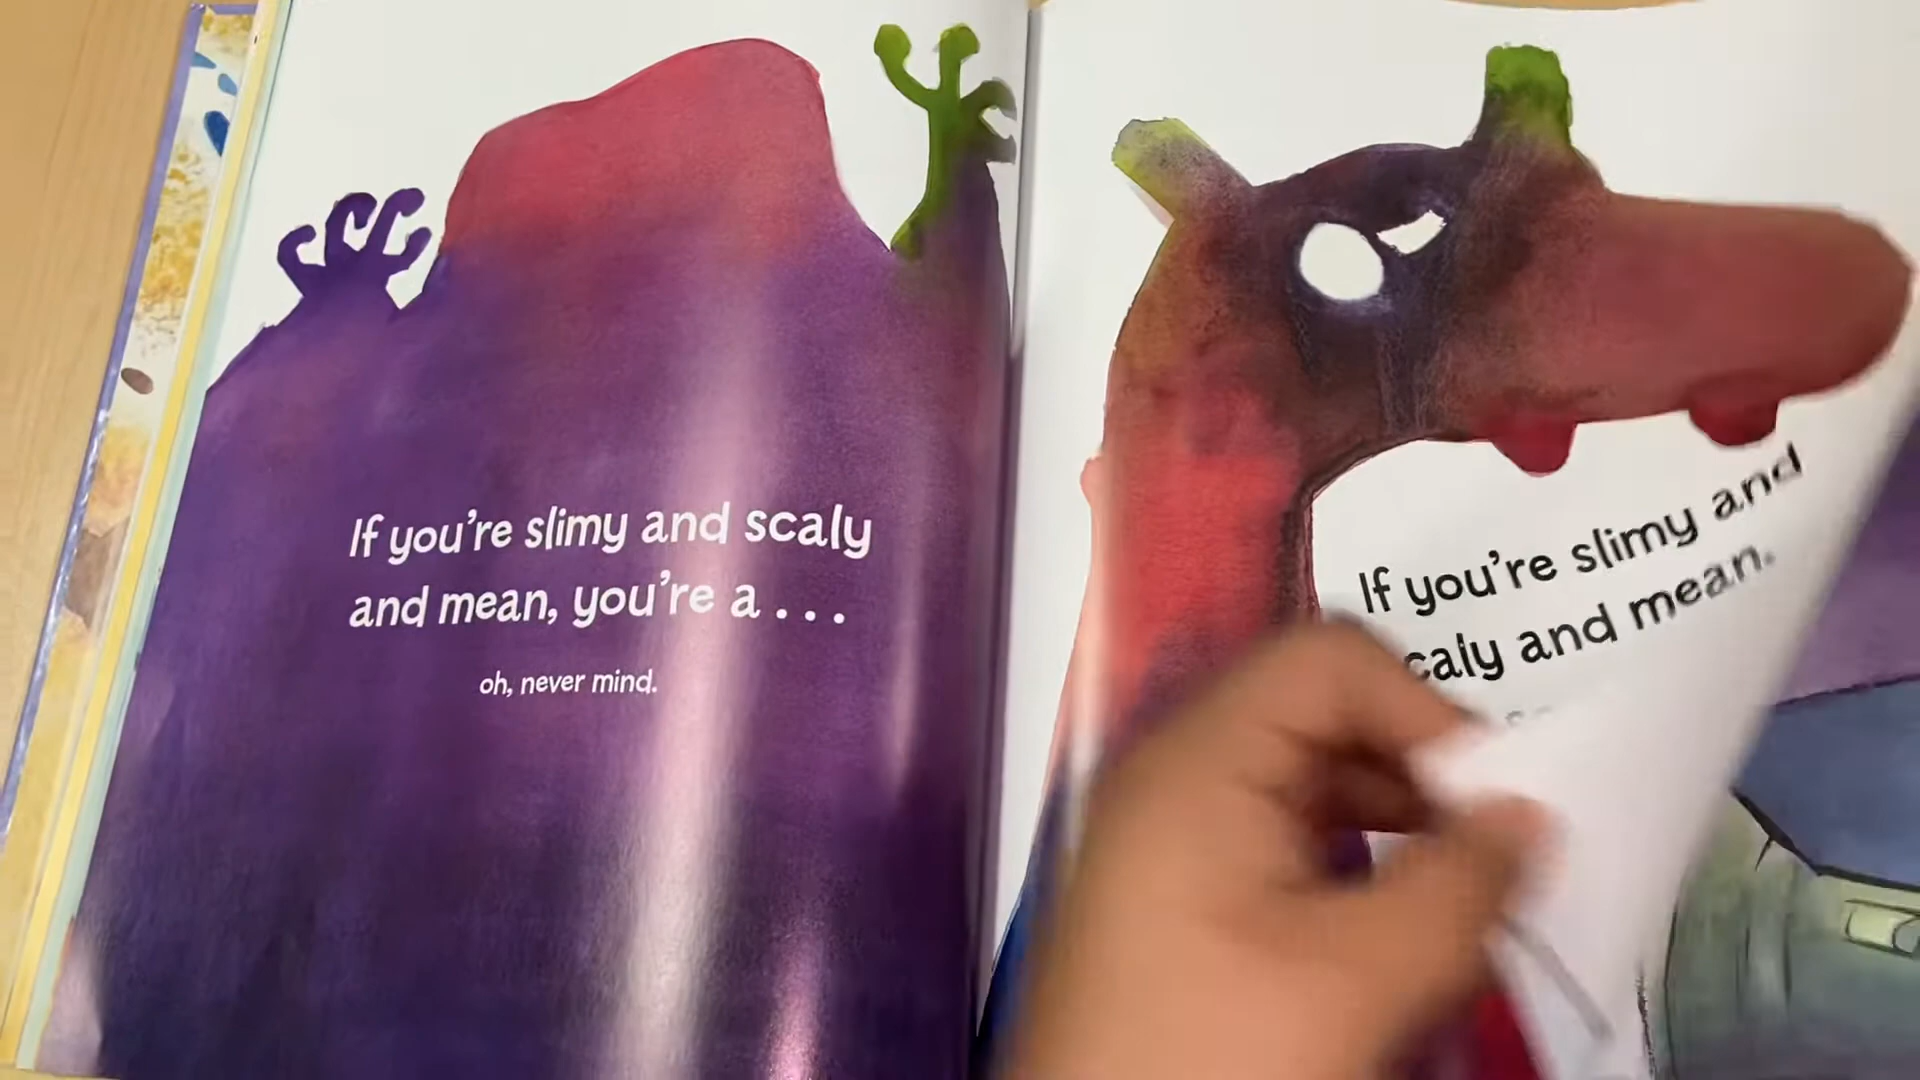 If you're slimy and scaly
and mean, you're a . . .
oh, never mind.
If you're slimy and
scaly and mean.